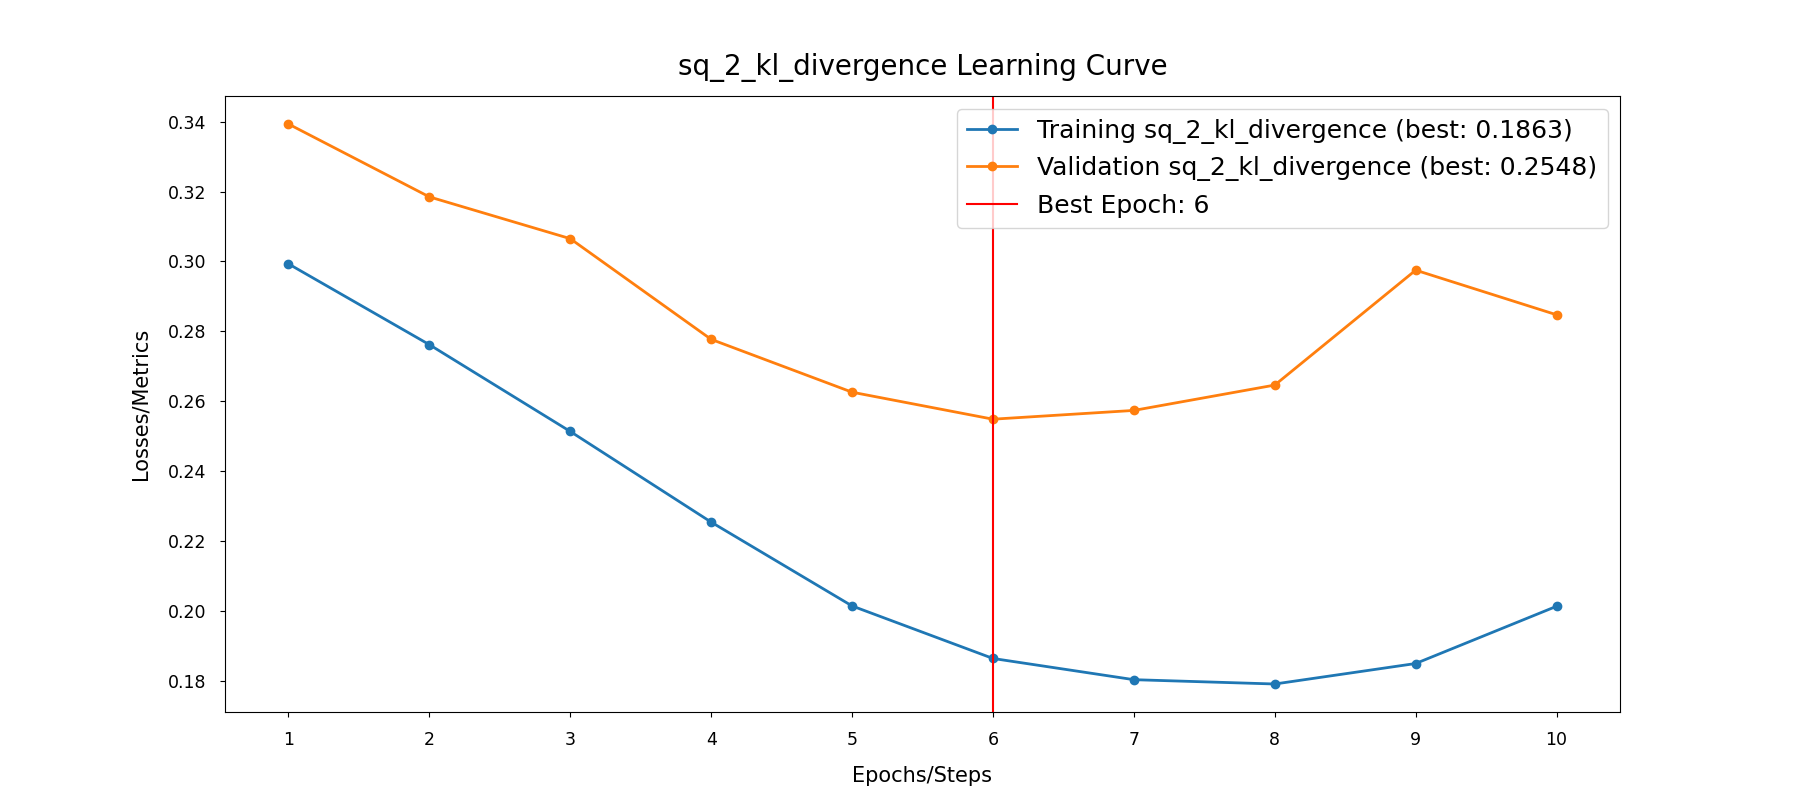 sq_2_kl_divergence Learning Curve
Training sq_2_kl_divergence (best: 0.1863)
Validation sq_2_kl_divergence (best: 0.2548)
Best Epoch: 6
Losses/Metrics
0.34
0.32
0.30
0.28
0.26
0.24
0.22
0.20
0.18
1 2 3 4 5 6 7 8 9 10
Epochs/Steps